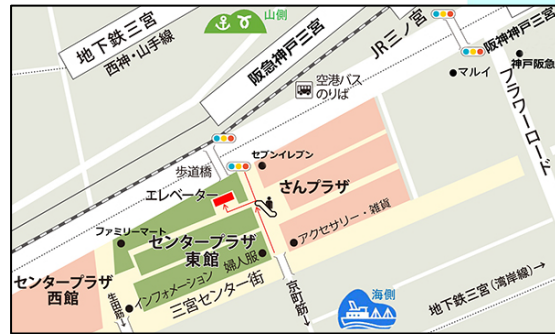 山側
地下鉄三宮
西神・山手線
阪急神戸三宮
JR三ノ宮
阪神神戸三宮
神戸阪急
マルイ
フラワーロード
空港バス
のりば
歩道橋
セブンイレブン
エレベーター
さんプラザ
ファミリーマート
アクセサリー・雑貨
センタープラザ
東館
センタープラザ
西館
婦人服
インフォメーション
三宮センター街
生田筋
京町筋
海側
地下鉄三宮(湾岸線)→